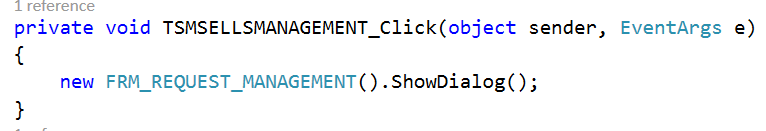 1 reference
private void TSMSELLSMANAGEMENT_Click(object sender, EventArgs e)
{
    new FRM_REQUEST_MANAGEMENT().ShowDialog();
}